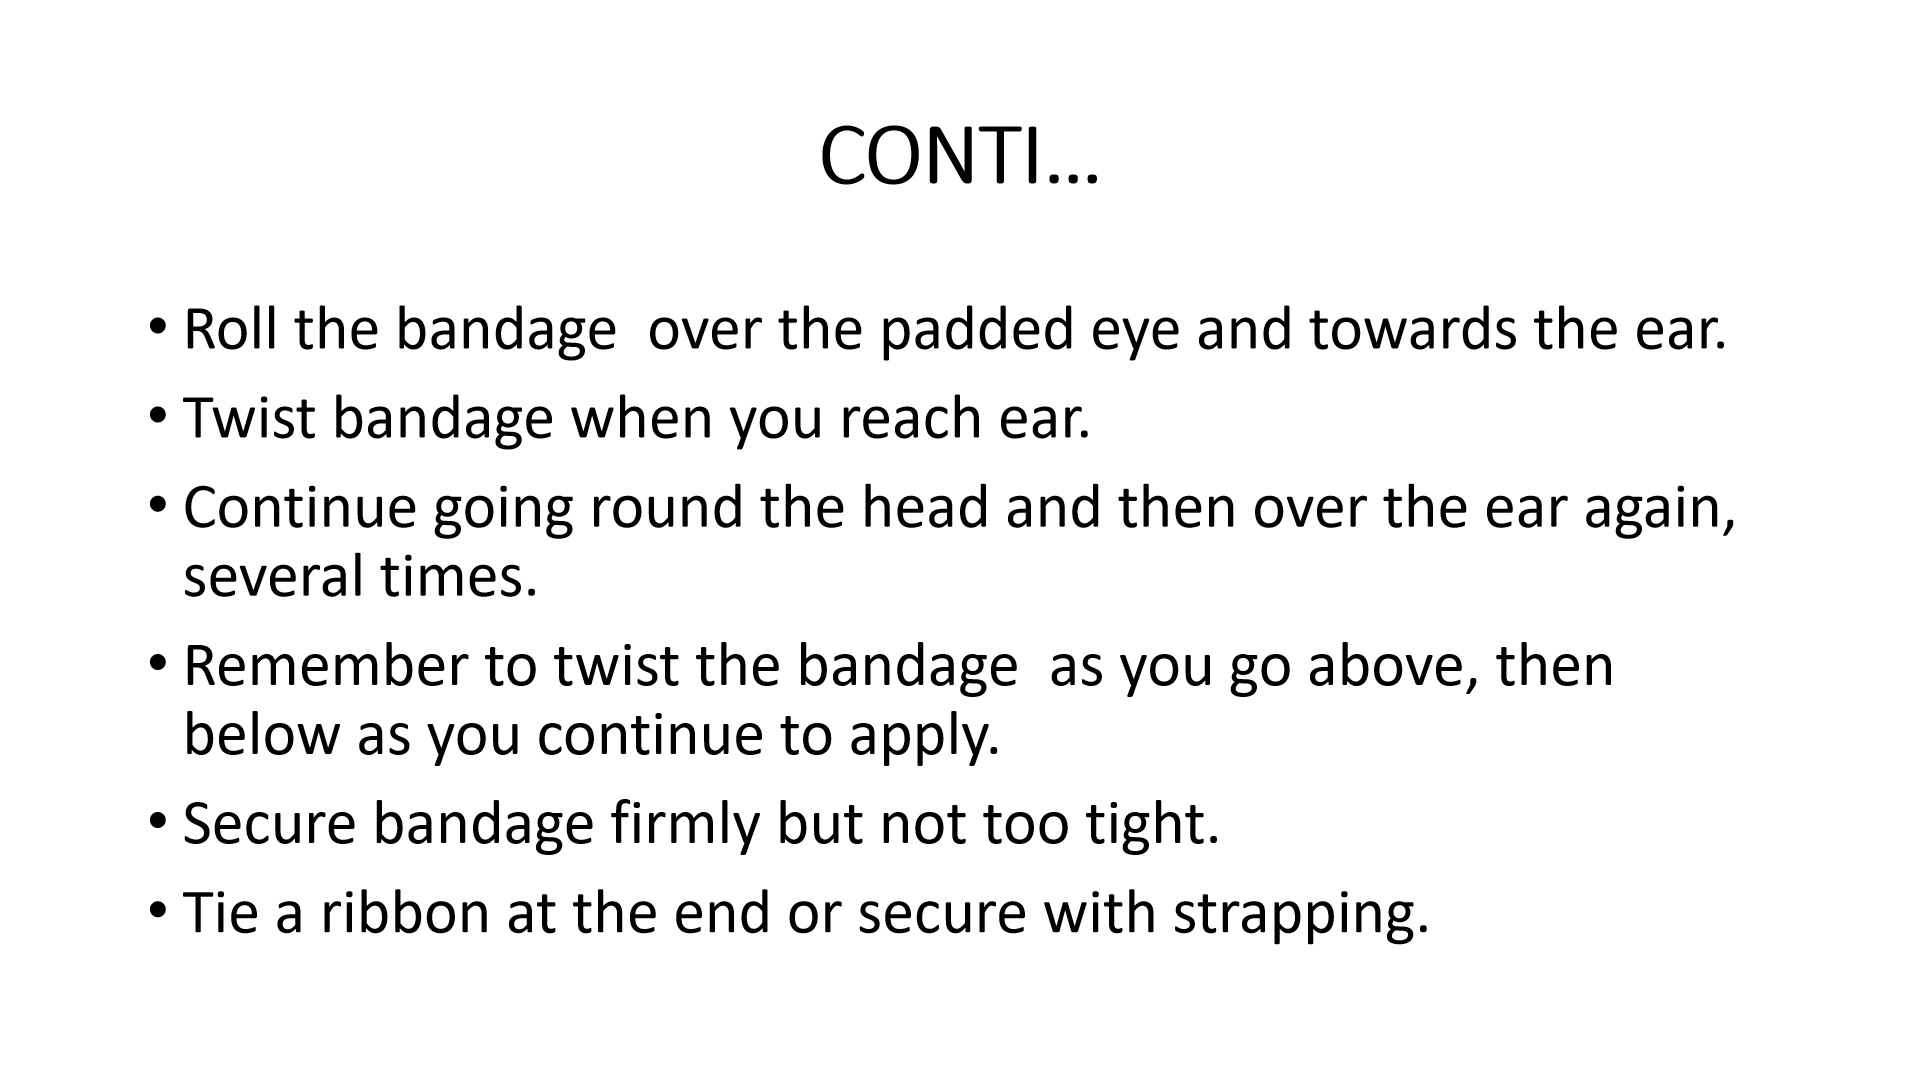 CONTI…
• Roll the bandage  over the padded eye and towards the ear.
• Twist bandage when you reach ear.
• Continue going round the head and then over the ear again,
several times.
• Remember to twist the bandage  as you go above, then
below as you continue to apply.
• Secure bandage firmly but not too tight.
• Tie a ribbon at the end or secure with strapping.